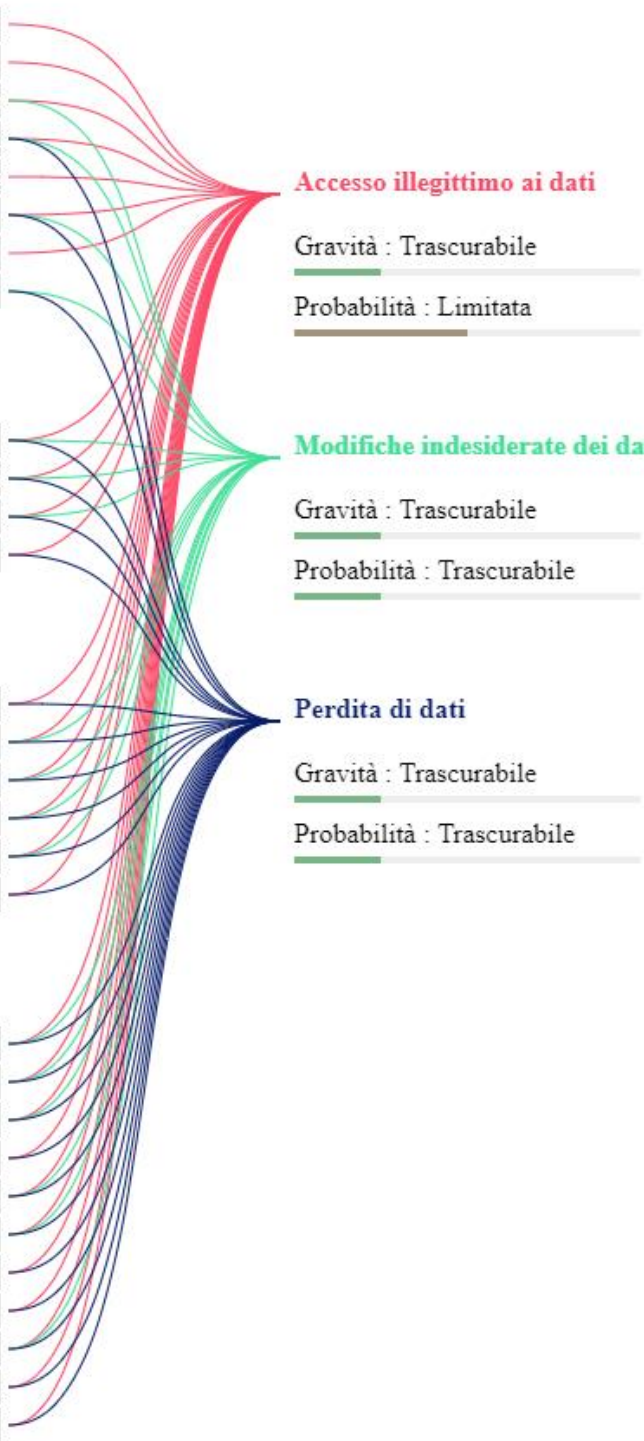 Accesso illegittimo ai dati
Gravità : Trascurabile
Probabilità : Limitata
Modifiche indesiderate dei da
Gravità : Trascurabile
Probabilità : Trascurabile
Perdita di dati
Gravità : Trascurabile
Probabilità : Trascurabile